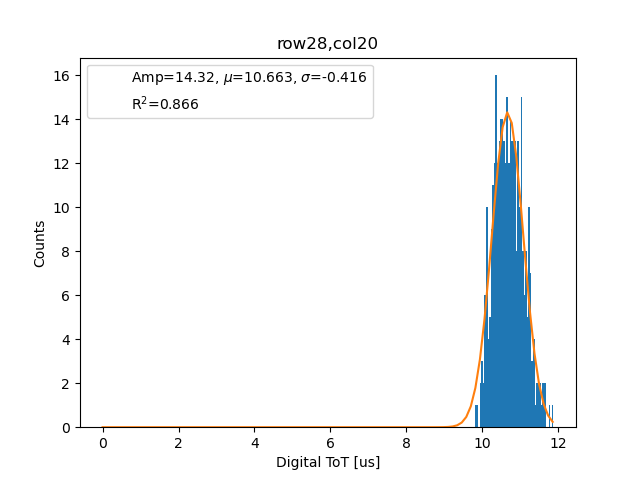 row28,col20
Amp=14.32, μ=10.663, σ=-0.416
R²=0.866
Counts
16
14
12
10
8
6
4
2
0
0 2 4 6 8 10 12
Digital ToT [us]